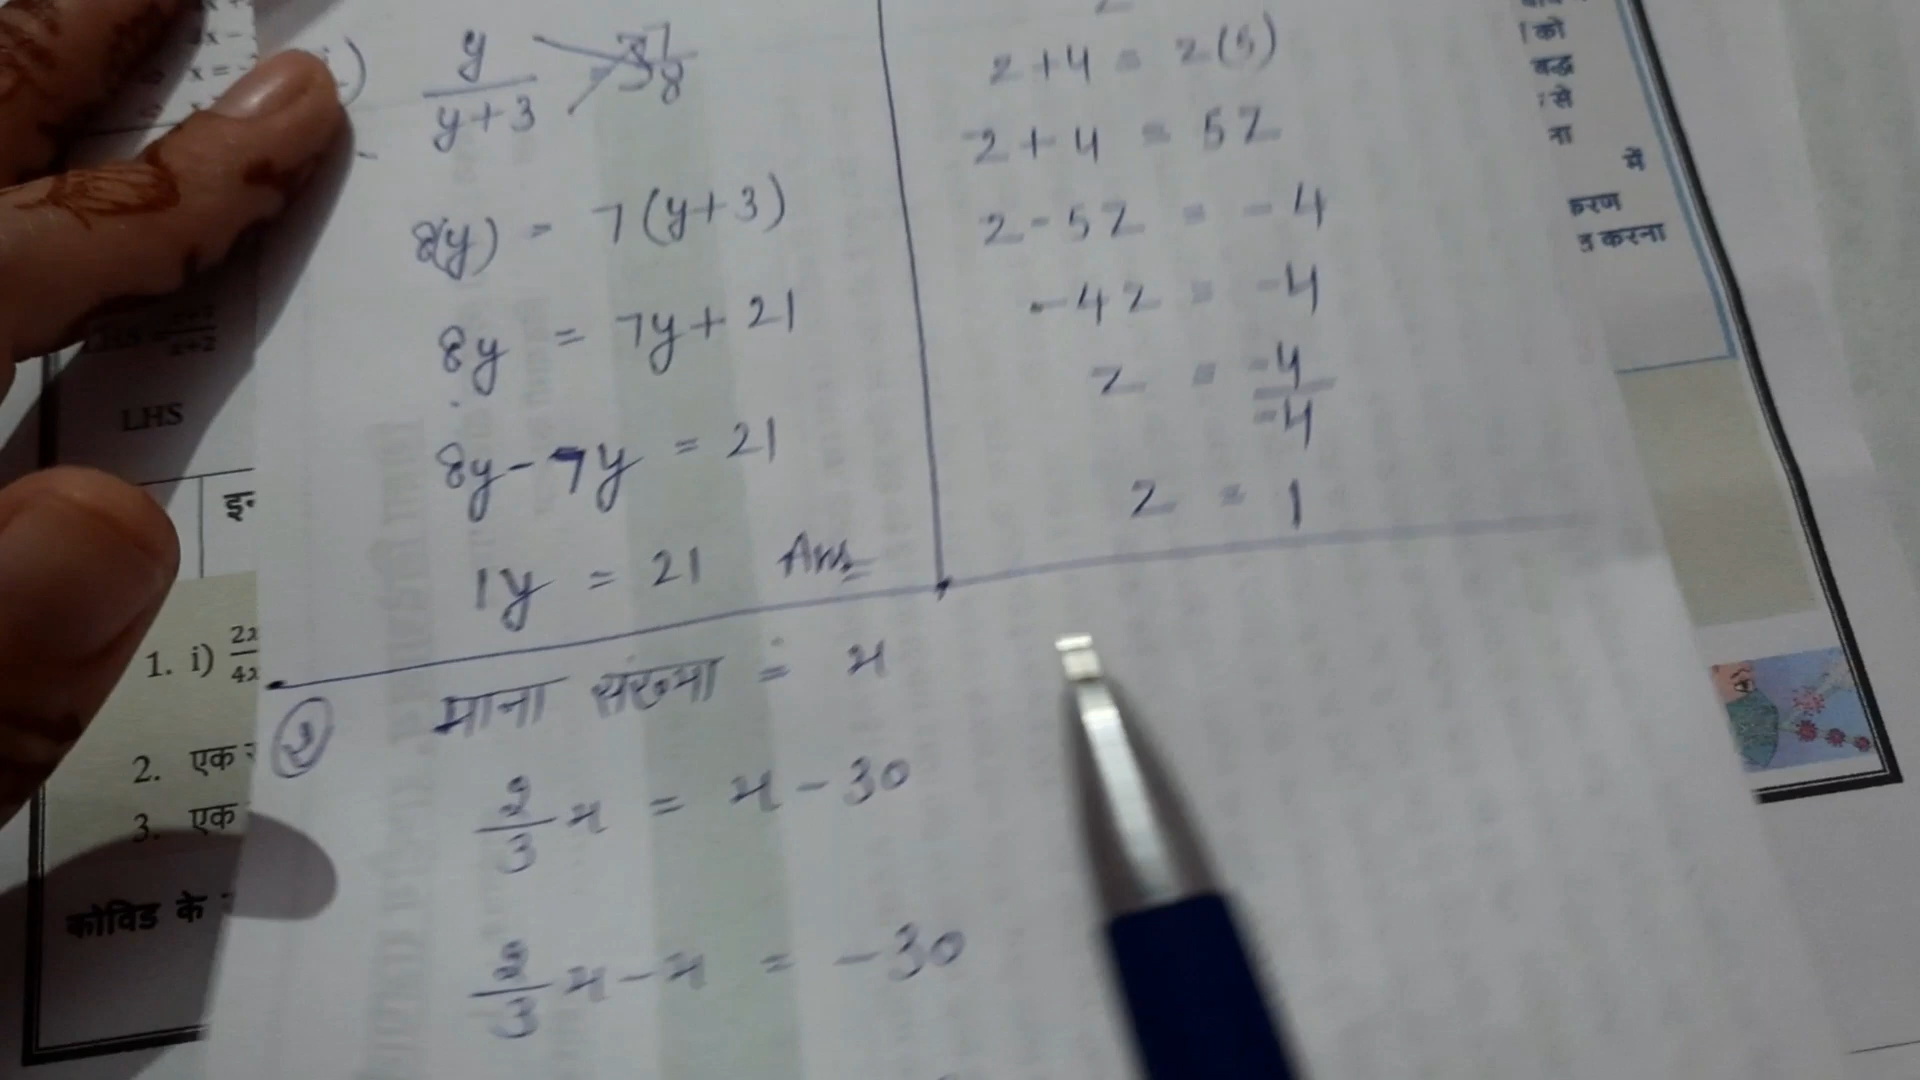 y/(y+3) = 7/8
8(y) = 7(y+3)
8y = 7y + 21
8y - 7y = 21
1y = 21 Ans
z+4 = z(5)
z+4 = 5z
z-5z = -4
-4z = -4
z = -4/-4
z = 1
② माना संख्या = x
2/3 x = x - 30
2/3 x - x = - 30
LHS
1. i)
2. एक
3. एक
कोविड के
को
से
ना
में
करना